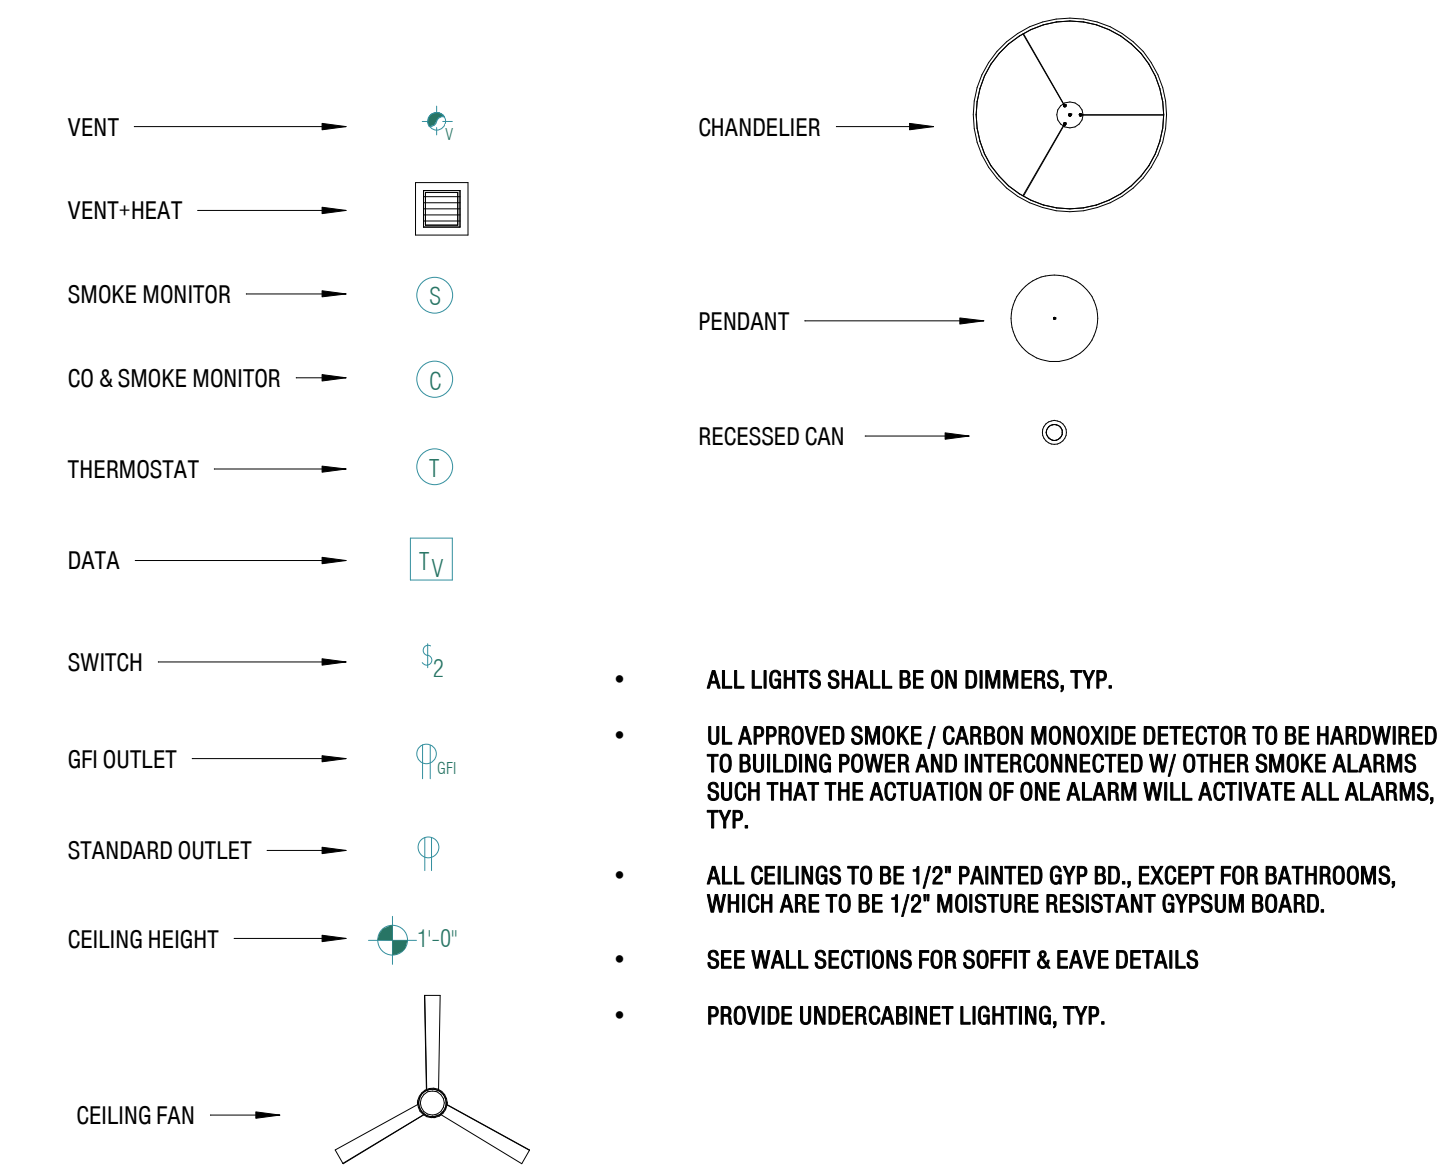 VENT
V
VENT+HEAT
SMOKE MONITOR
S
CO & SMOKE MONITOR
C
THERMOSTAT
T
DATA
TV
SWITCH
$2
GFI OUTLET
GFI
STANDARD OUTLET
CEILING HEIGHT
1'-0"
CEILING FAN
CHANDELIER
PENDANT
RECESSED CAN
• ALL LIGHTS SHALL BE ON DIMMERS, TYP.
• UL APPROVED SMOKE / CARBON MONOXIDE DETECTOR TO BE HARDWIRED
TO BUILDING POWER AND INTERCONNECTED W/ OTHER SMOKE ALARMS
SUCH THAT THE ACTUATION OF ONE ALARM WILL ACTIVATE ALL ALARMS,
TYP.
• ALL CEILINGS TO BE 1/2" PAINTED GYP BD., EXCEPT FOR BATHROOMS,
WHICH ARE TO BE 1/2" MOISTURE RESISTANT GYPSUM BOARD.
• SEE WALL SECTIONS FOR SOFFIT & EAVE DETAILS
• PROVIDE UNDERCABINET LIGHTING, TYP.